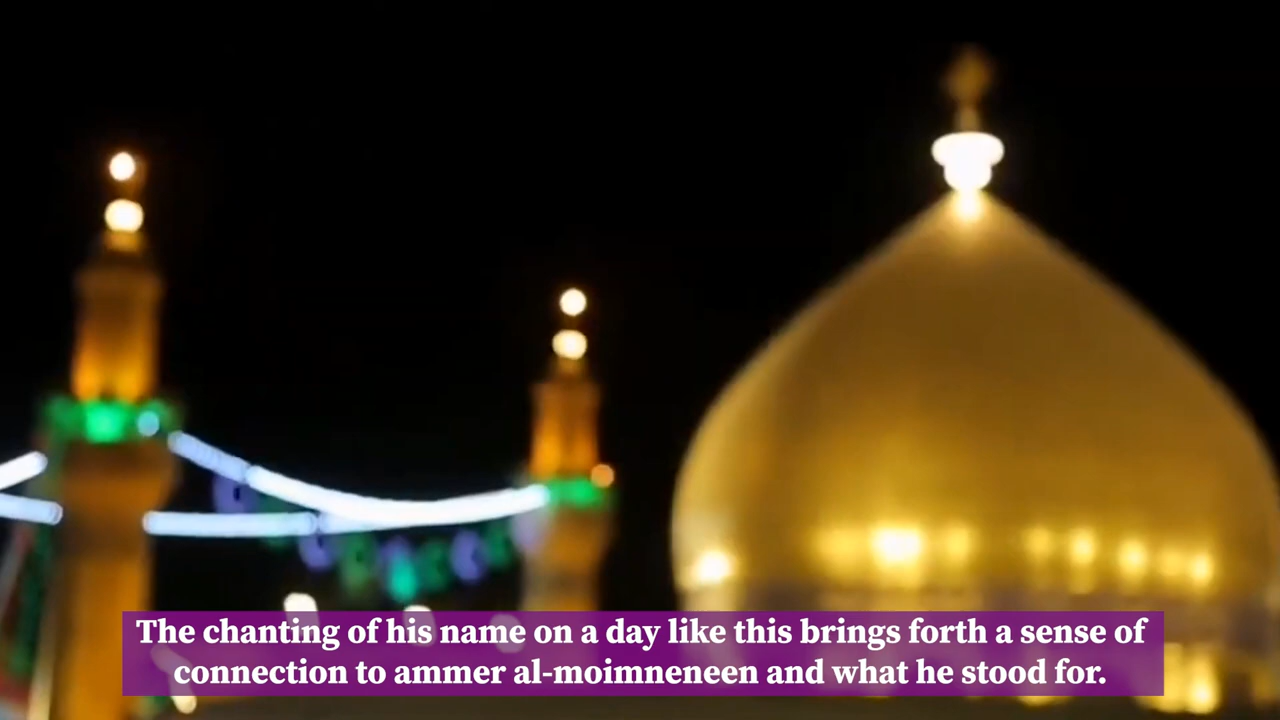 The chanting of his name on a day like this brings forth a sense of
connection to ammer al-moimneneen and what he stood for.